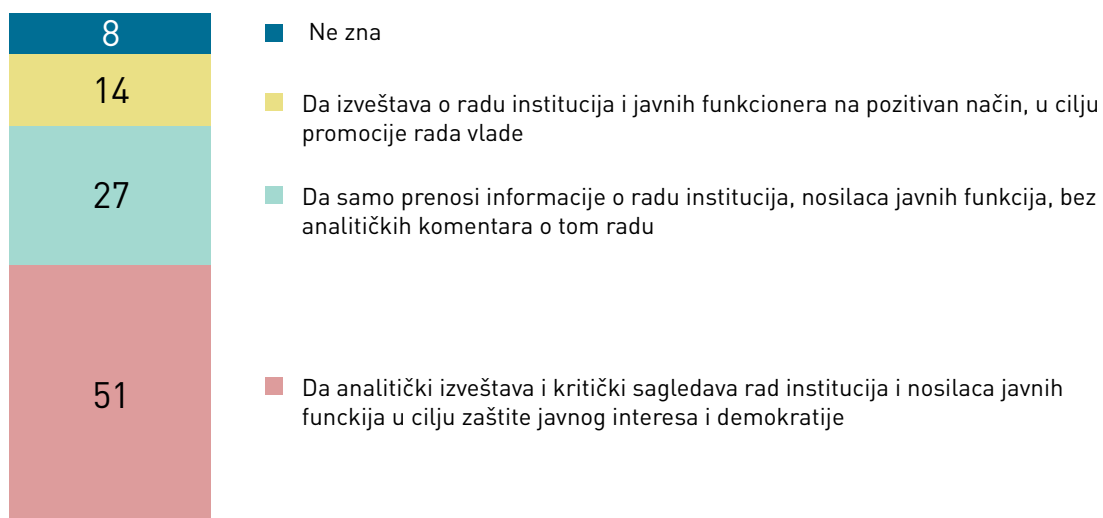 8
Ne zna
14
Da izveštava o radu institucija i javnih funkcionera na pozitivan način, u cilju
promocije rada vlade
27
Da samo prenosi informacije o radu institucija, nosilaca javnih funkcija, bez
analitičkih komentara o tom radu
51
Da analitički izveštava i kritički sagledava rad institucija i nosilaca javnih
funckija u cilju zaštite javnog interesa i demokratije